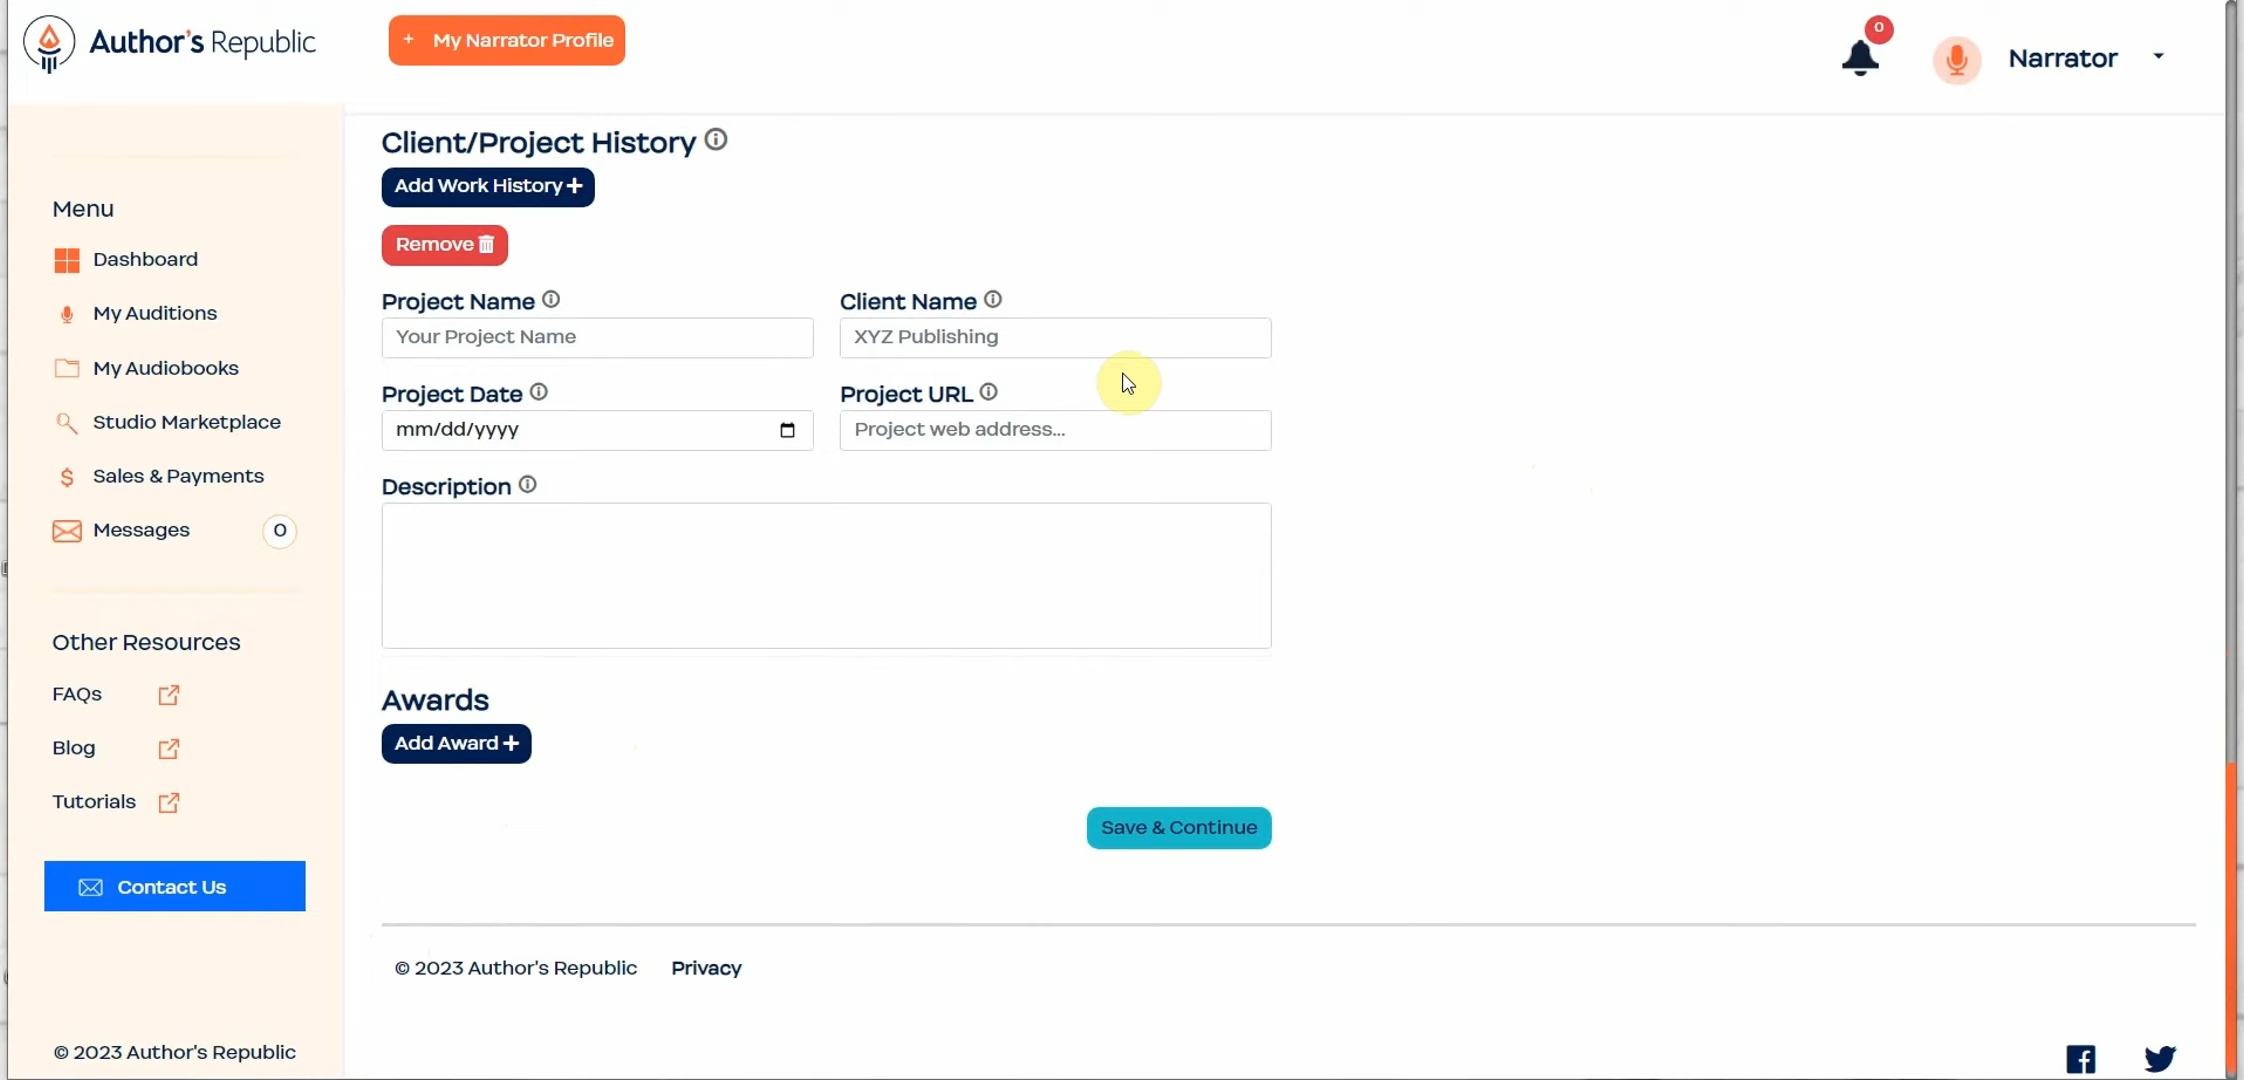 Author's Republic
+ My Narrator Profile
0
Narrator
Menu
Dashboard
My Auditions
My Audiobooks
Studio Marketplace
Sales & Payments
Messages 0
Other Resources
FAQs
Blog
Tutorials
Contact Us
© 2023 Author's Republic
Client/Project History
Add Work History+
Remove
Project Name Client Name
Your Project Name XYZ Publishing
Project Date Project URL
mm/dd/yyyy Project web address...
Description
Awards
Add Award+
Save & Continue
© 2023 Author's Republic Privacy